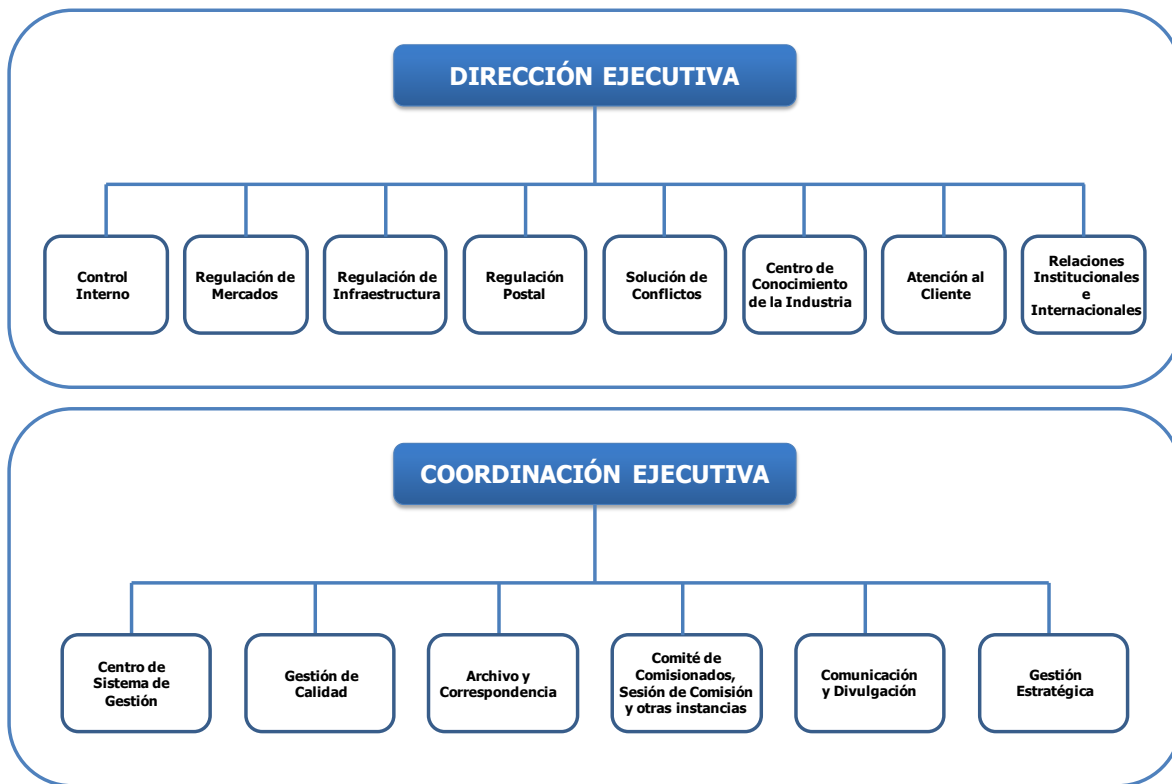 DIRECCIÓN EJECUTIVA
Control
Interno
Regulación de
Mercados
Regulación de
Infraestructura
Regulación
Postal
Solución de
Conflictos
Centro de
Conocimiento
de la Industria
Atención al
Cliente
Relaciones
Institucionales
e
Internacionales
COORDINACIÓN EJECUTIVA
Centro de
Sistema de
Gestión
Gestión de
Calidad
Archivo y
Correspondencia
Comité de
Comisionados,
Sesión de Comisión
y otras instancias
Comunicación
y Divulgación
Gestión
Estratégica